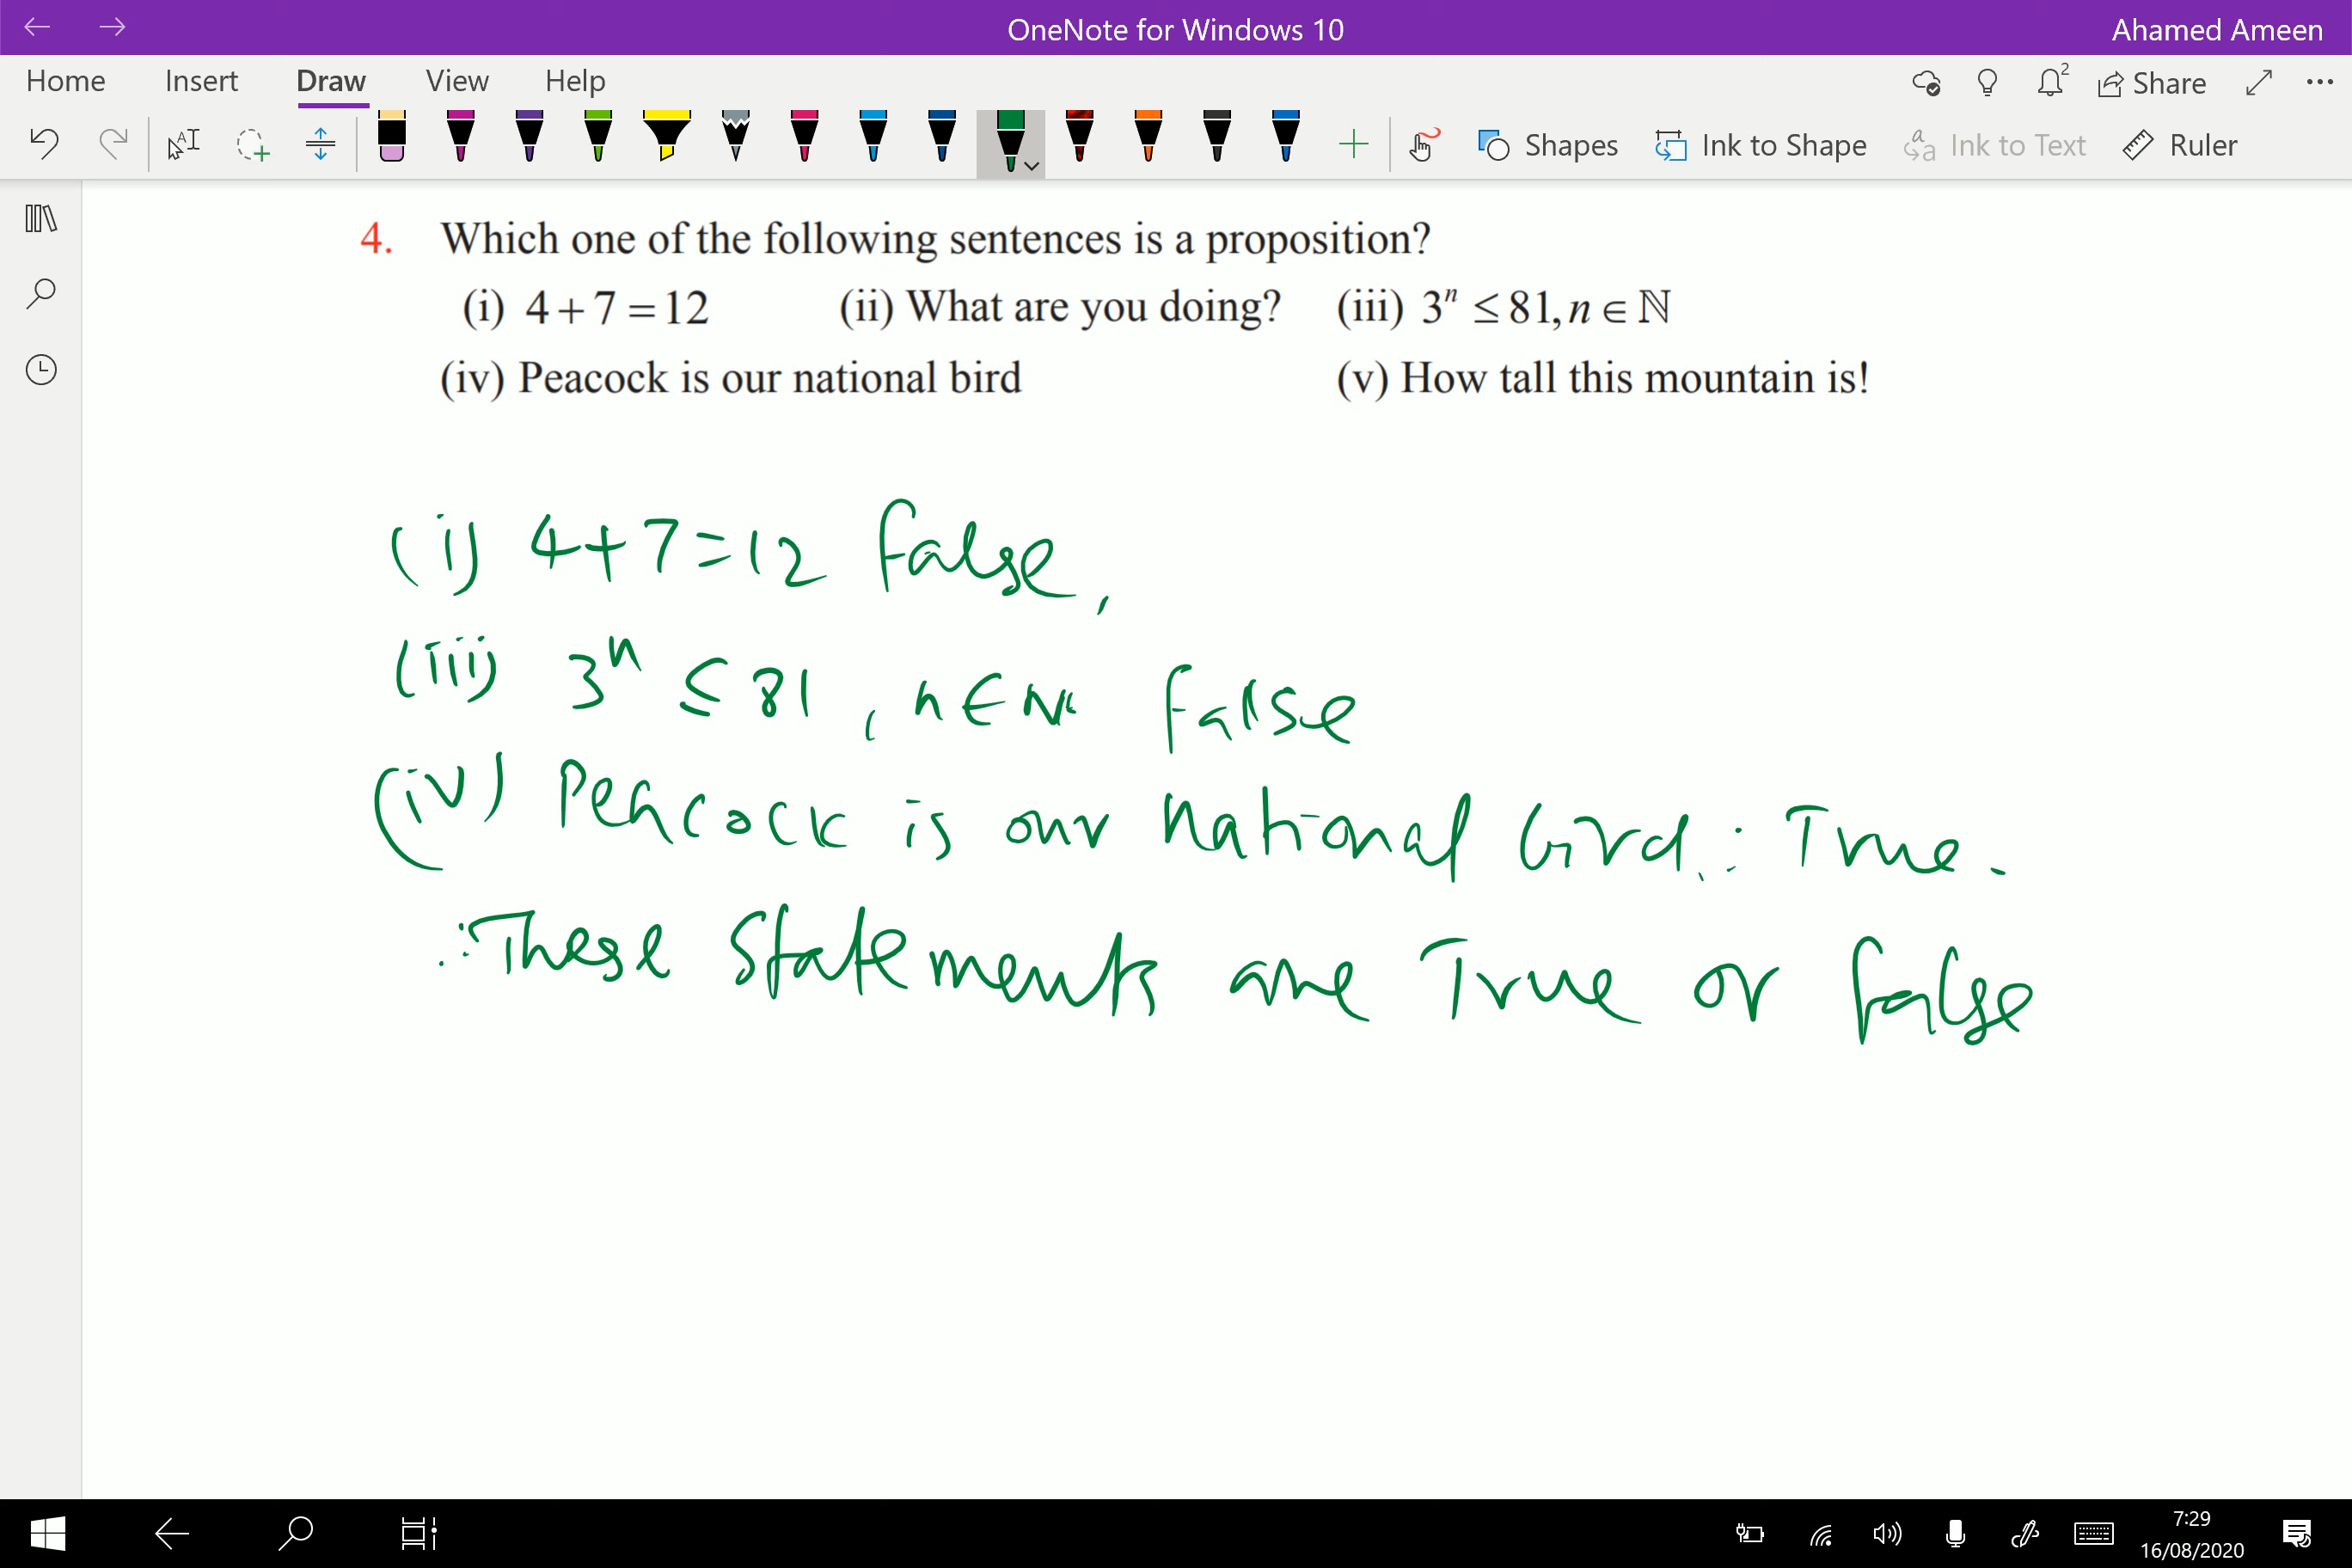 OneNote for Windows 10
Ahamed Ameen
Home Insert Draw View Help
2 Share
Shapes Ink to Shape Ink to Text Ruler
4. Which one of the following sentences is a proposition?
(i) 4 + 7 = 12 (ii) What are you doing? (iii) 3ⁿ ≤ 81, n ∈ ℕ
(iv) Peacock is our national bird (v) How tall this mountain is!
(i) 4+7=12 False,
(iii) 3ⁿ ≤ 81, n ∈ N False
(iv) Peacock is our national bird. : True.
∴ These Statements are True or false
7:29
16/08/2020